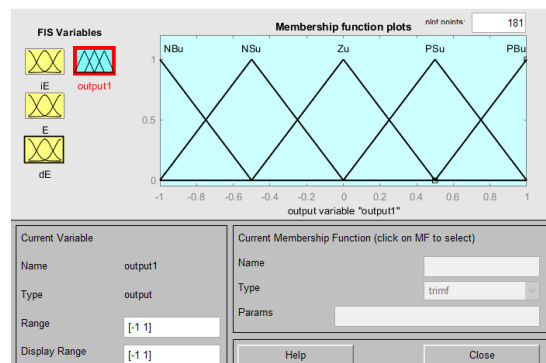 FIS Variables
Membership function plots
plot points:
181
iE
output1
E
dE
NBu
NSu
Zu
PSu
PBu
1
0.5
0
-1
-0.8
-0.6
-0.4
-0.2
0
0.2
0.4
0.6
0.8
1
output variable "output1"
Current Variable
Name
output1
Type
output
Range
[-1 1]
Display Range
[-1 1]
Current Membership Function (click on MF to select)
Name
Type
trimf
Params
Help
Close